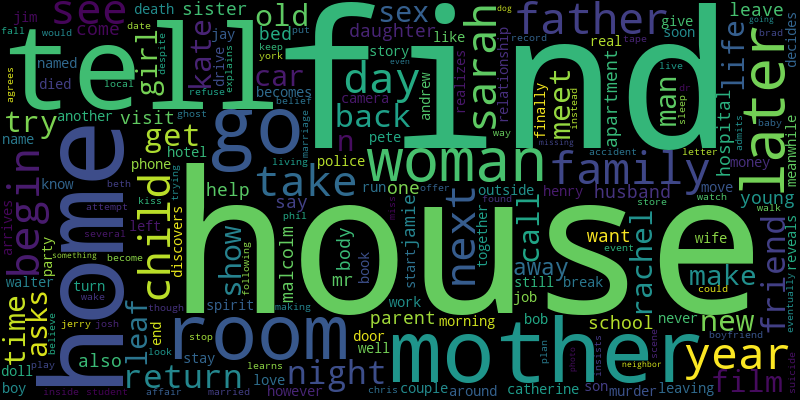 tell
find
house
mother
home
room
go
woman
family
father
later
see
old
sex
sister
death
jim
come
fall
would
date
named
died
local
despite
girl
kate
jay
drive
explains
york
car
bed
daughter
story
like
keep
put
refuse
becomes
day
back
andrew
camera
record
tape
dog
going
brad
even
belief
ghost
sarah
realizes
relationship
real
give
soon
leave
decides
life
man
live
sleep
dr
apartment
meet
finally
instead
way
missing
accident
letter
hospital
admits
baby
money
meanwhile
young
move
walk
watch
store
offer
found
miss
agrees
try
another
visit
get
name
phone
hotel
police
pete
n
marriage
living
trying
help
say
take
run
one
outside
henry
husband
next
call
begin
arrives
know
beth
attempt
kiss
left
several
become
something
child
discovers
show
following
phil
malcolm
body
mr
book
start
jamie
together
away
still
break
job
want
event
rachel
wife
could
make
new
friend
reveals
eventually
suicide
boyfriend
never
school
scene
photo
insists
neighbor
plan
bob
work
morning
parent
door
well
spirit
making
though
turn
wake
believe
party
walter
time
asks
doll
boy
jerry
josh
play
inside
student
also
leaf
end
look
stop
stay
learns
return
affair
married
love
however
night
chris
couple
around
catherine
son
murder
leaving
film
year